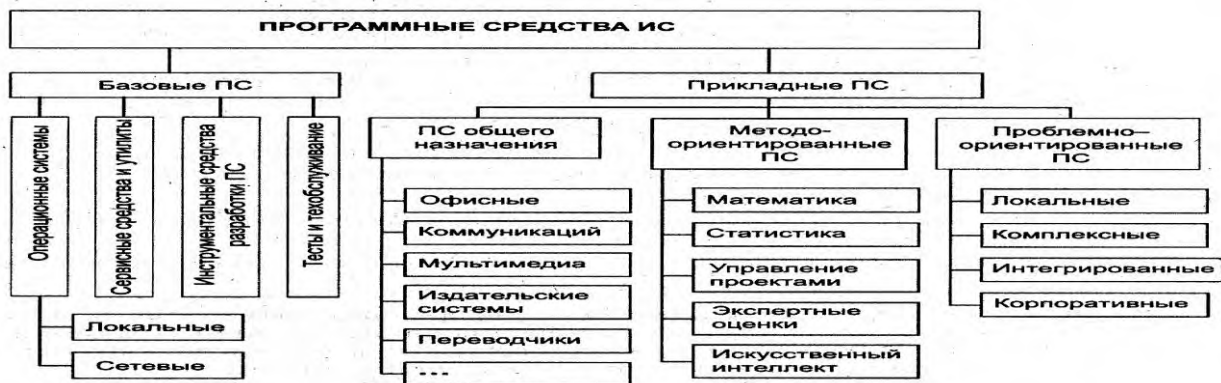 ПРОГРАММНЫЕ СРЕДСТВА ИС
Базовые ПС
Прикладные ПС
Операционные системы
Сервисные средства и утилиты
Инструментальные средства
разработки ПС
Тесты и техобслуживание
Локальные
Сетевые
ПС общего
назначения
Офисные
Коммуникаций
Мультимедиа
Издательские
системы
Переводчики
...
Методо-
ориентированные
ПС
Математика
Статистика
Управление
проектами
Экспертные
оценки
Искусственный
интеллект
Проблемно–
ориентированные
ПС
Локальные
Комплексные
Интегрированные
Корпоративные